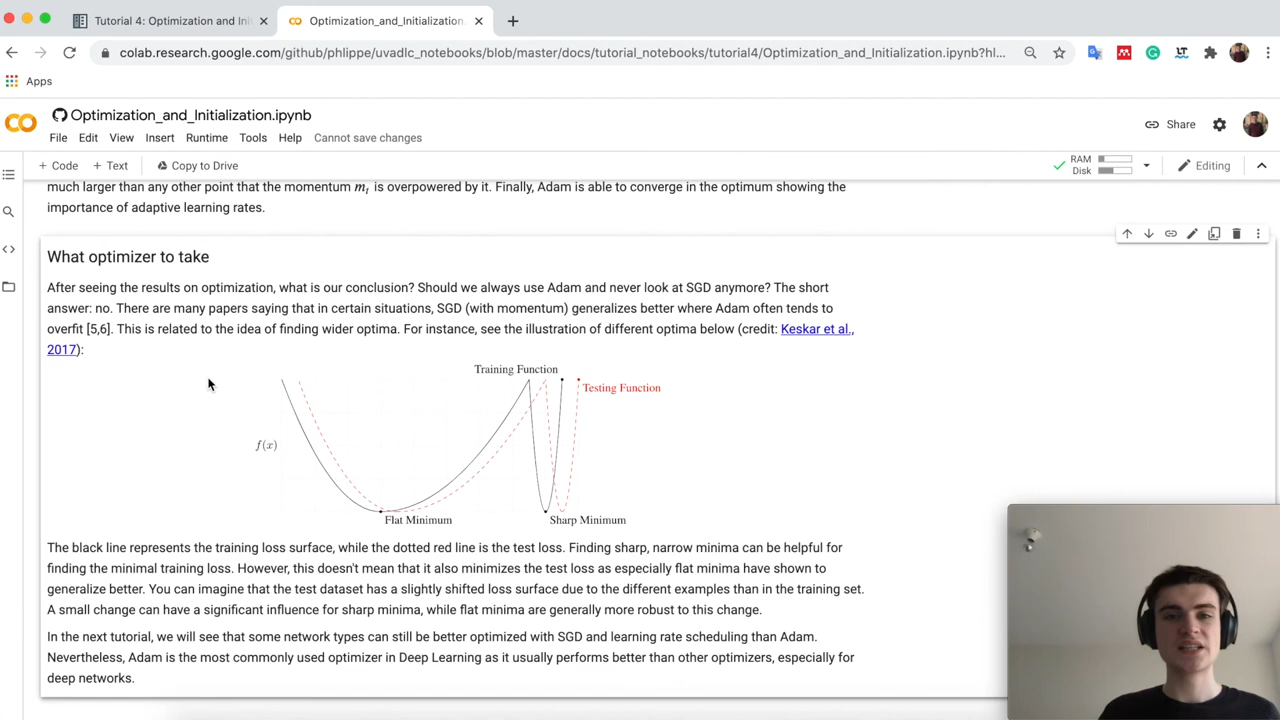 Tutorial 4: Optimization and Ini
Optimization_and_Initialization.
colab.research.google.com/github/phlippe/uvadlc_notebooks/blob/master/docs/tutorial_notebooks/tutorial4/Optimization_and_Initialization.ipynb?hl...
Apps
Optimization_and_Initialization.ipynb
Share
File Edit View Insert Runtime Tools Help Cannot save changes
+ Code + Text Copy to Drive
RAM
Disk
Editing
much larger than any other point that the momentum mₜ is overpowered by it. Finally, Adam is able to converge in the optimum showing the
importance of adaptive learning rates.
What optimizer to take
After seeing the results on optimization, what is our conclusion? Should we always use Adam and never look at SGD anymore? The short
answer: no. There are many papers saying that in certain situations, SGD (with momentum) generalizes better where Adam often tends to
overfit [5,6]. This is related to the idea of finding wider optima. For instance, see the illustration of different optima below (credit: Keskar et al.,
2017):
Training Function
Testing Function
f(x)
Flat Minimum
Sharp Minimum
The black line represents the training loss surface, while the dotted red line is the test loss. Finding sharp, narrow minima can be helpful for
finding the minimal training loss. However, this doesn't mean that it also minimizes the test loss as especially flat minima have shown to
generalize better. You can imagine that the test dataset has a slightly shifted loss surface due to the different examples than in the training set.
A small change can have a significant influence for sharp minima, while flat minima are generally more robust to this change.
In the next tutorial, we will see that some network types can still be better optimized with SGD and learning rate scheduling than Adam.
Nevertheless, Adam is the most commonly used optimizer in Deep Learning as it usually performs better than other optimizers, especially for
deep networks.